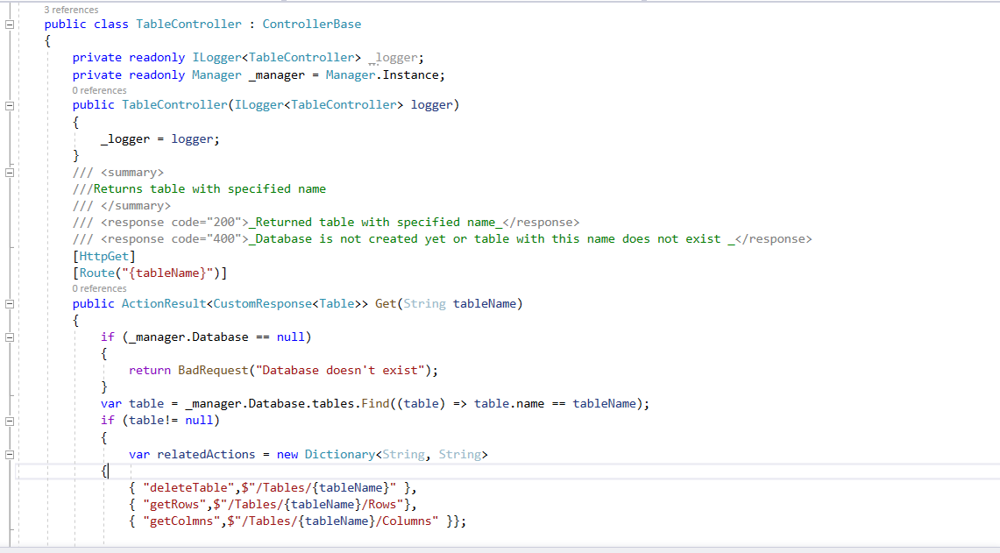 3 references
public class TableController : ControllerBase
{
private readonly ILogger<TableController> _logger;
private readonly Manager _manager = Manager.Instance;
0 references
public TableController(ILogger<TableController> logger)
{
_logger = logger;
}
/// <summary>
///Returns table with specified name
/// </summary>
/// <response code="200">_Returned table with specified name_</response>
/// <response code="400">_Database is not created yet or table with this name does not exist _</response>
[HttpGet]
[Route("{tableName}")]
0 references
public ActionResult<CustomResponse<Table>> Get(String tableName)
{
if (_manager.Database == null)
{
return BadRequest("Database doesn't exist");
}
var table = _manager.Database.tables.Find((table) => table.name == tableName);
if (table!= null)
{
var relatedActions = new Dictionary<String, String>
{
{ "deleteTable",$"/Tables/{tableName}" },
{ "getRows",$"/Tables/{tableName}/Rows"},
{ "getColmns",$"/Tables/{tableName}/Columns" }};